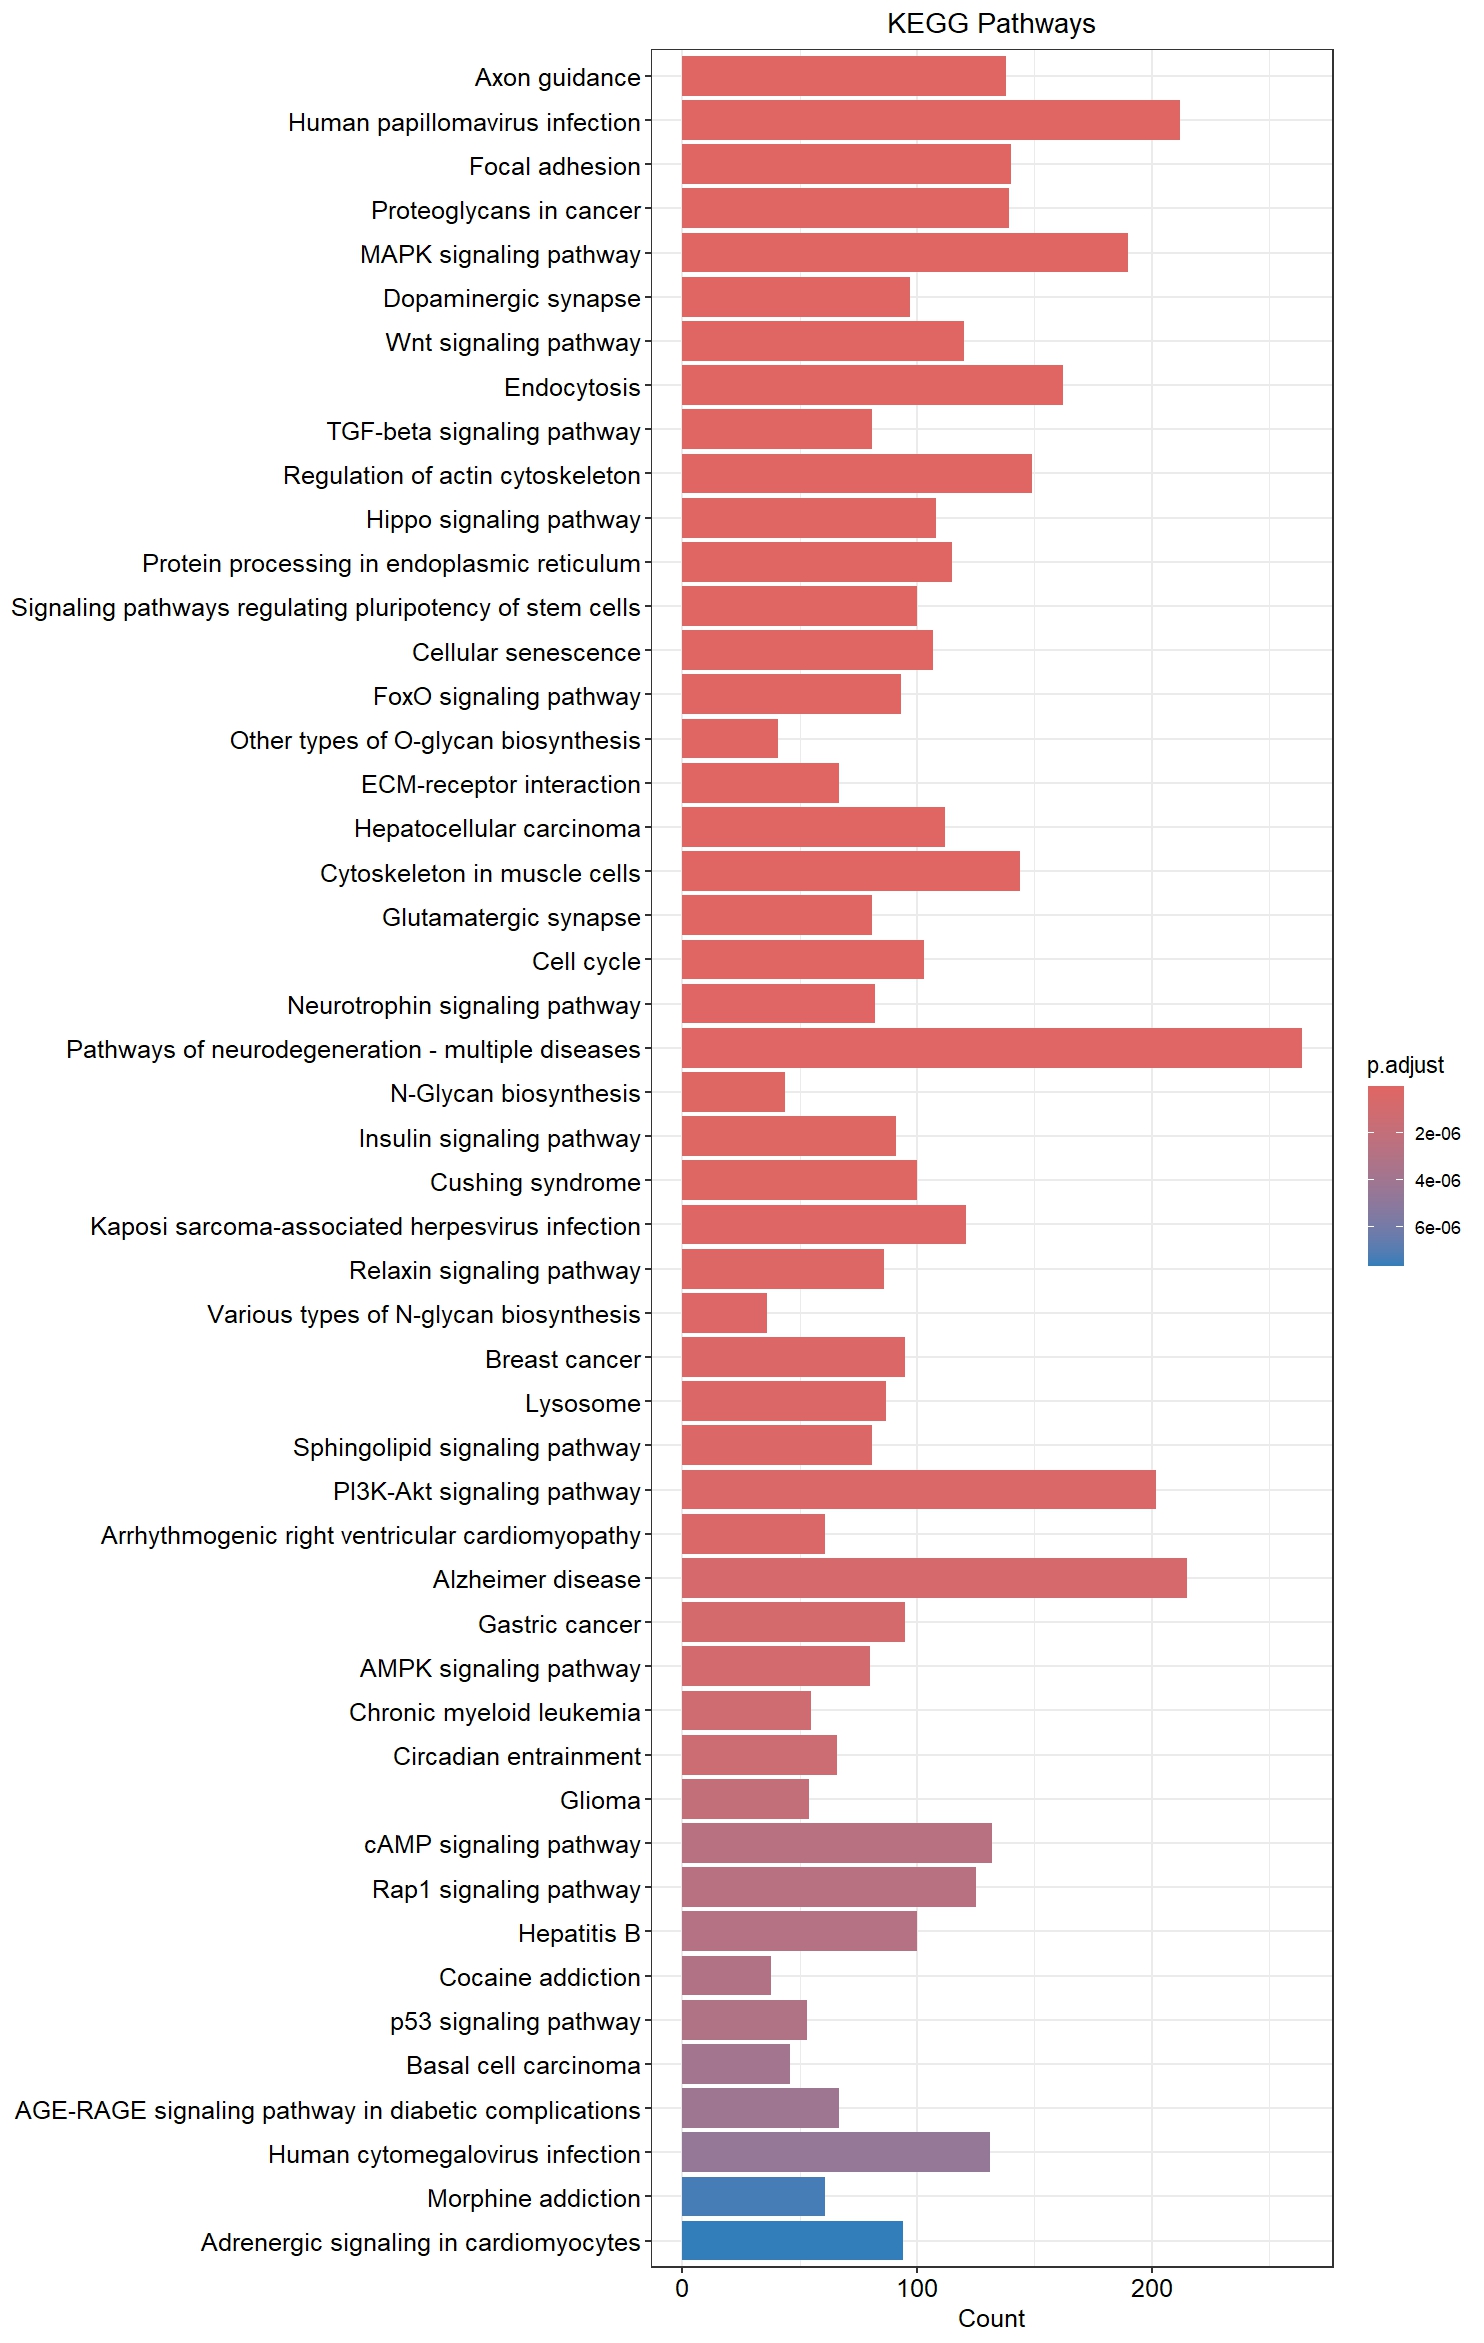 KEGG Pathways
Axon guidance
Human papillomavirus infection
Focal adhesion
Proteoglycans in cancer
MAPK signaling pathway
Dopaminergic synapse
Wnt signaling pathway
Endocytosis
TGF-beta signaling pathway
Regulation of actin cytoskeleton
Hippo signaling pathway
Protein processing in endoplasmic reticulum
Signaling pathways regulating pluripotency of stem cells
Cellular senescence
FoxO signaling pathway
Other types of O-glycan biosynthesis
ECM-receptor interaction
Hepatocellular carcinoma
Cytoskeleton in muscle cells
Glutamatergic synapse
Cell cycle
Neurotrophin signaling pathway
Pathways of neurodegeneration - multiple diseases
N-Glycan biosynthesis
Insulin signaling pathway
Cushing syndrome
Kaposi sarcoma-associated herpesvirus infection
Relaxin signaling pathway
Various types of N-glycan biosynthesis
Breast cancer
Lysosome
Sphingolipid signaling pathway
PI3K-Akt signaling pathway
Arrhythmogenic right ventricular cardiomyopathy
Alzheimer disease
Gastric cancer
AMPK signaling pathway
Chronic myeloid leukemia
Circadian entrainment
Glioma
cAMP signaling pathway
Rap1 signaling pathway
Hepatitis B
Cocaine addiction
p53 signaling pathway
Basal cell carcinoma
AGE-RAGE signaling pathway in diabetic complications
Human cytomegalovirus infection
Morphine addiction
Adrenergic signaling in cardiomyocytes
0 100 200
Count
p.adjust
2e-06
4e-06
6e-06